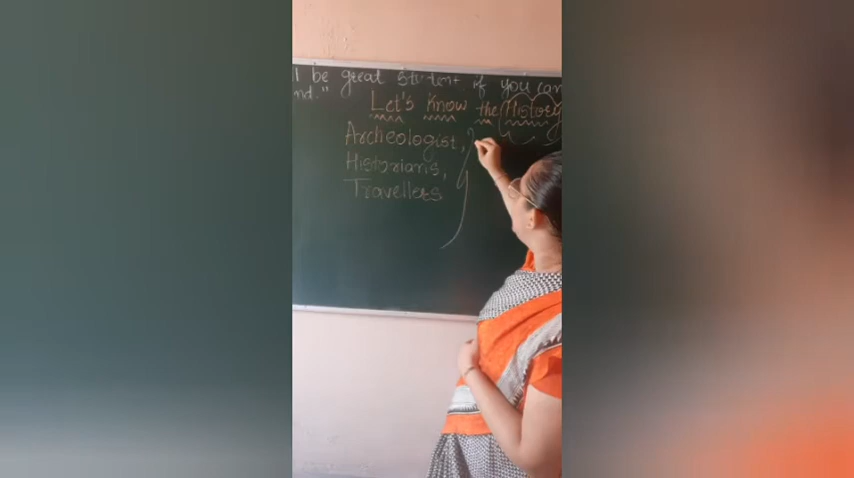 l be great student if you can
nd."
Let's Know the History
Archeologist,
Historians,
Travellers